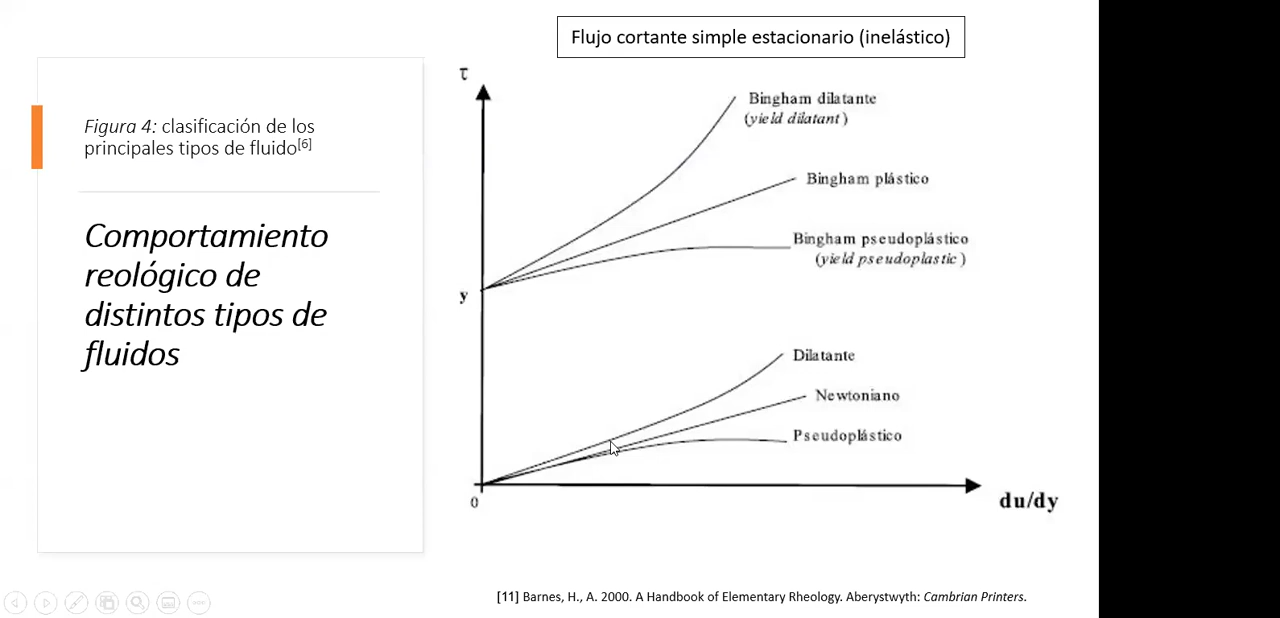 Flujo cortante simple estacionario (inelástico)
Figura 4: clasificación de los
principales tipos de fluido[6]
Comportamiento
reológico de
distintos tipos de
fluidos
τ
Bingham dilatante
(yield dilatant)
Bingham plástico
Bingham pseudoplástico
(yield pseudoplastic)
y
Dilatante
Newtoniano
Pseudoplástico
0
du/dy
[11] Barnes, H., A. 2000. A Handbook of Elementary Rheology. Aberystwyth: Cambrian Printers.